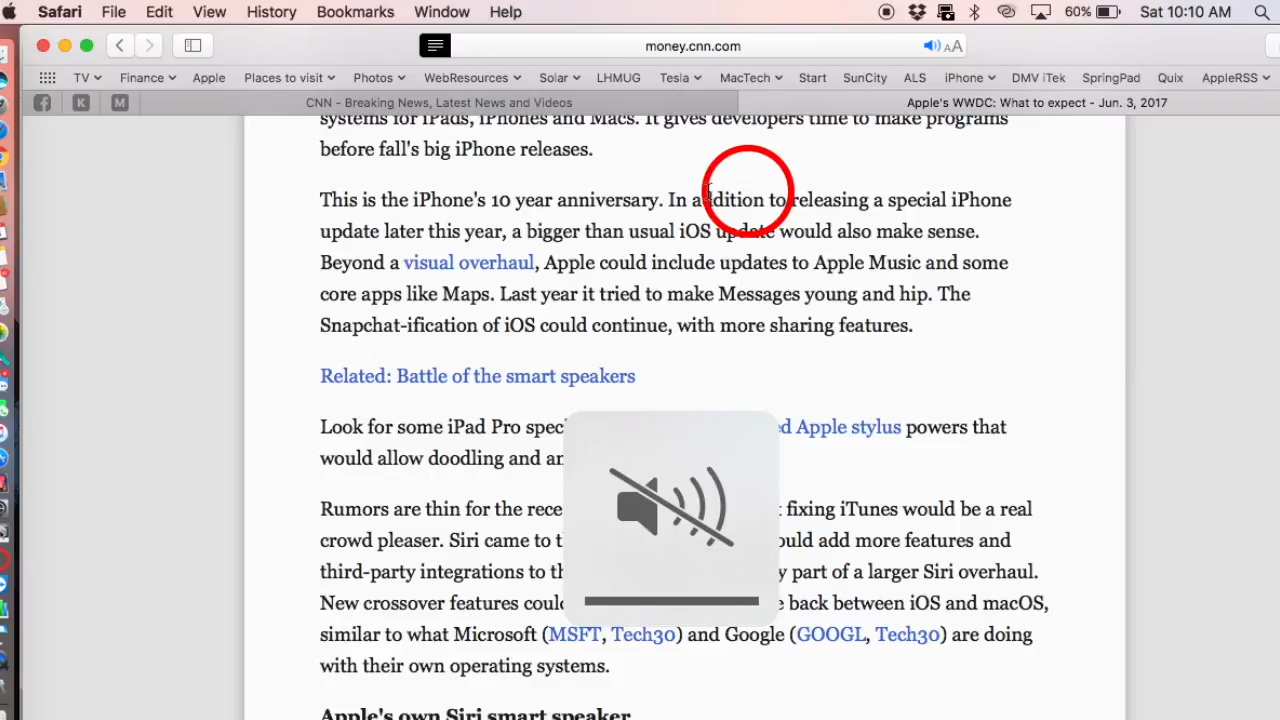 Safari File Edit View History Bookmarks Window Help 60% Sat 10:10 AM
money.cnn.com AA
TV Finance Apple Places to visit Photos WebResources Solar LHMUG Tesla MacTech Start SunCity ALS iPhone DMV iTek SpringPad Quix AppleRSS
f K M CNN - Breaking News, Latest News and Videos Apple's WWDC: What to expect - Jun. 3, 2017
systems for iPads, iPhones and Macs. It gives developers time to make programs
before fall's big iPhone releases.
This is the iPhone's 10 year anniversary. In addition to releasing a special iPhone
update later this year, a bigger than usual iOS update would also make sense.
Beyond a visual overhaul, Apple could include updates to Apple Music and some
core apps like Maps. Last year it tried to make Messages young and hip. The
Snapchat-ification of iOS could continue, with more sharing features.
Related: Battle of the smart speakers
Look for some iPad Pro spec d Apple stylus powers that
would allow doodling and an
Rumors are thin for the rece fixing iTunes would be a real
crowd pleaser. Siri came to t ould add more features and
third-party integrations to th y part of a larger Siri overhaul.
New crossover features coul e back between iOS and macOS,
similar to what Microsoft (MSFT, Tech30) and Google (GOOGL, Tech30) are doing
with their own operating systems.
Apple's own Siri smart speaker